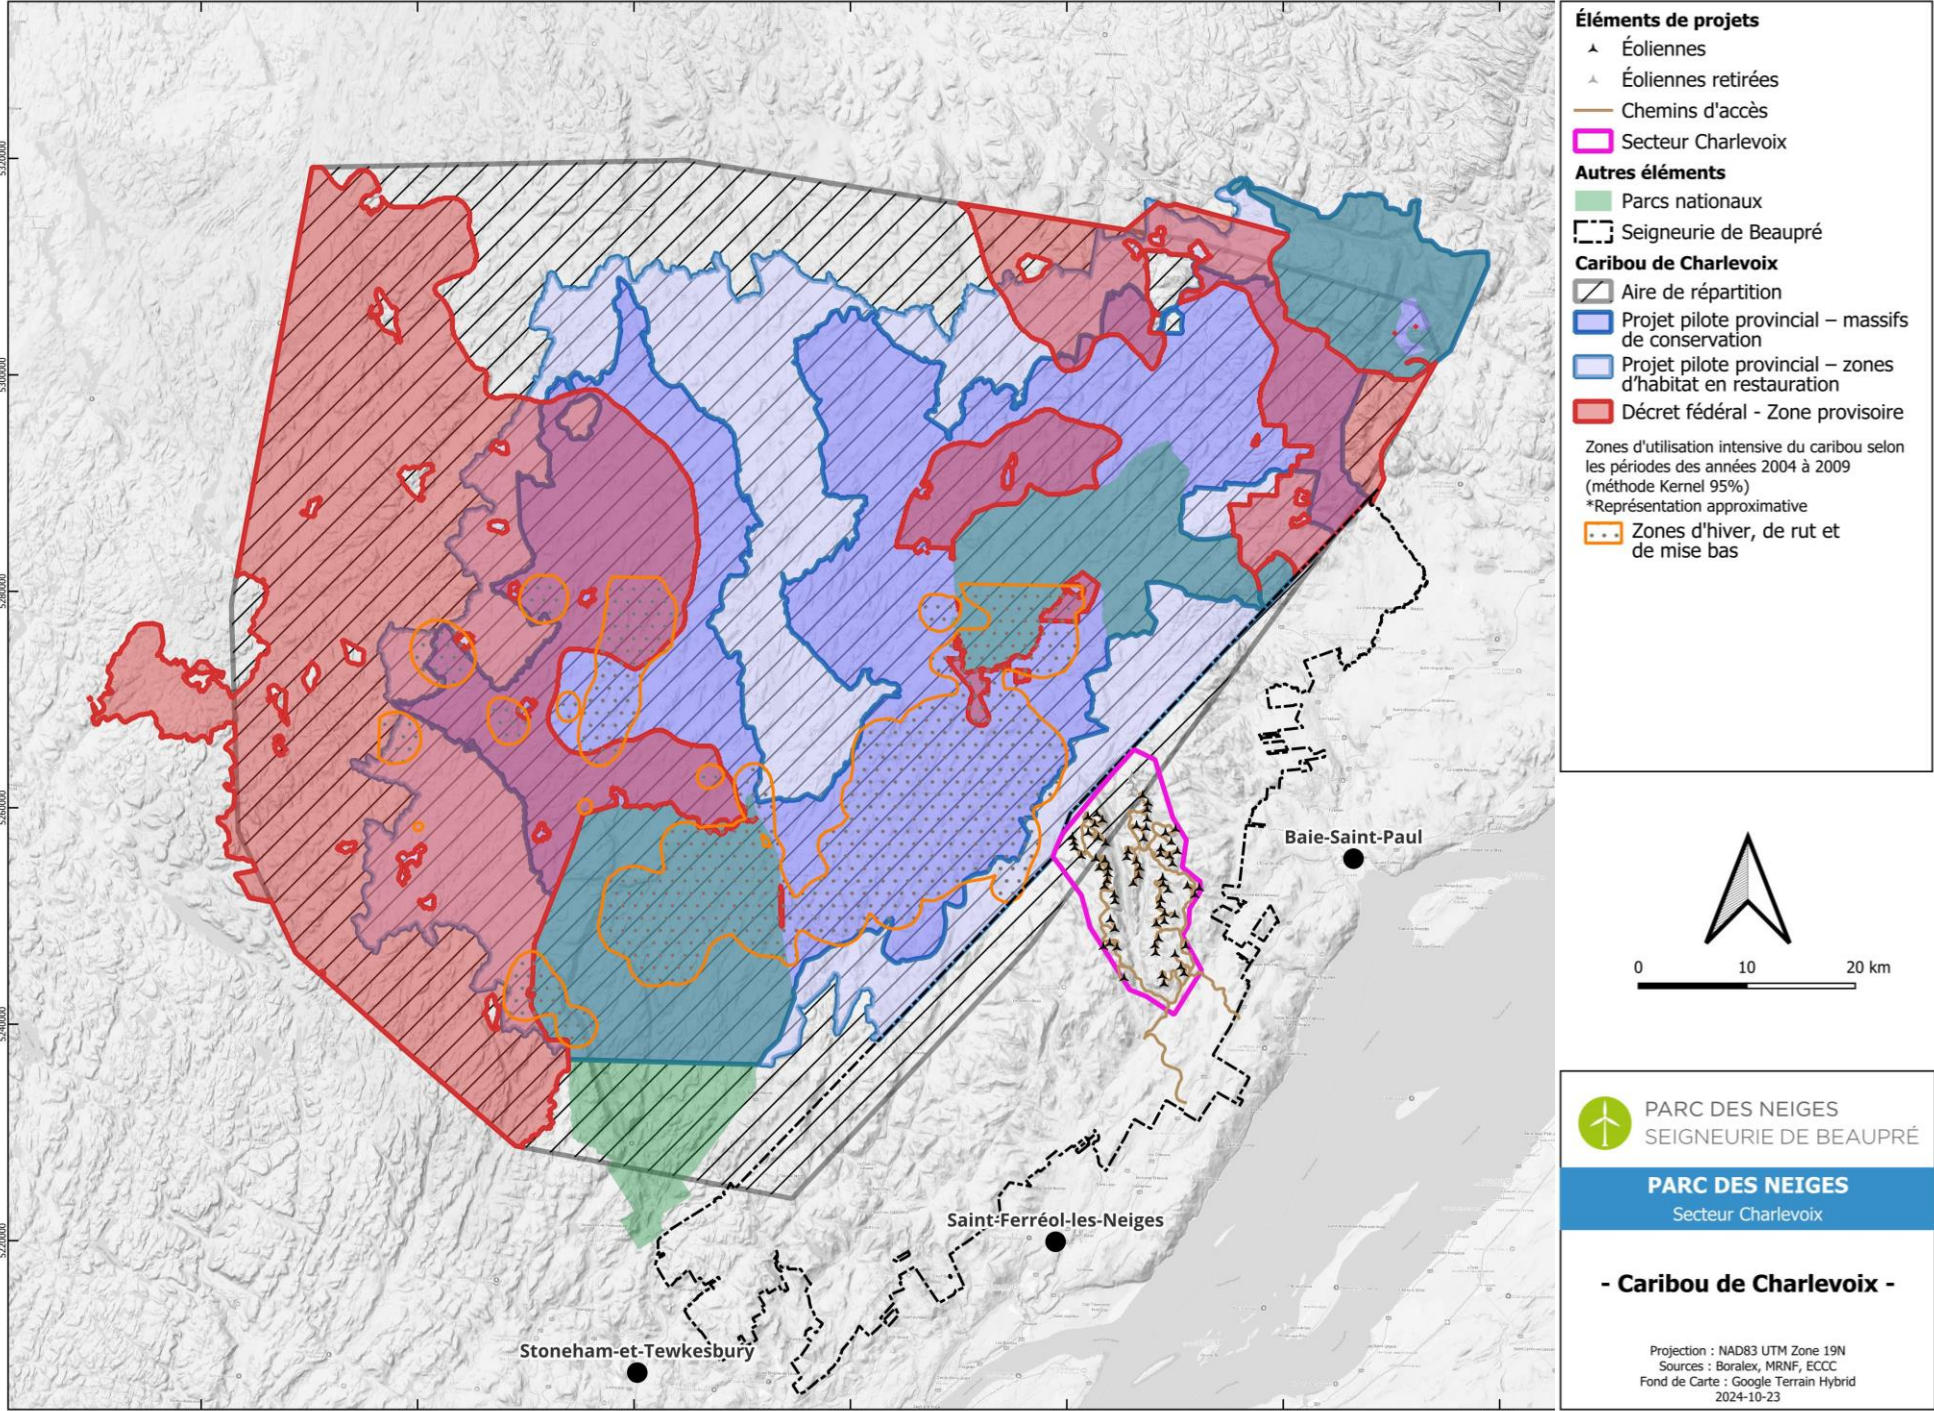 Éléments de projets
Éoliennes
Éoliennes retirées
Chemins d'accès
Secteur Charlevoix
Autres éléments
Parcs nationaux
Seigneurie de Beaupré
Caribou de Charlevoix
Aire de répartition
Projet pilote provincial – massifs
de conservation
Projet pilote provincial – zones
d'habitat en restauration
Décret fédéral - Zone provisoire
Zones d'utilisation intensive du caribou selon
les périodes des années 2004 à 2009
(méthode Kernel 95%)
*Représentation approximative
Zones d'hiver, de rut et
de mise bas
5300000
5280000
5260000
5240000
5220000
Baie-Saint-Paul
Saint-Ferréol-les-Neiges
Stoneham-et-Tewkesbury
0 10 20 km
PARC DES NEIGES
SEIGNEURIE DE BEAUPRÉ
PARC DES NEIGES
Secteur Charlevoix
- Caribou de Charlevoix -
Projection : NAD83 UTM Zone 19N
Sources : Boralex, MRNF, ECCC
Fond de Carte : Google Terrain Hybrid
2024-10-23